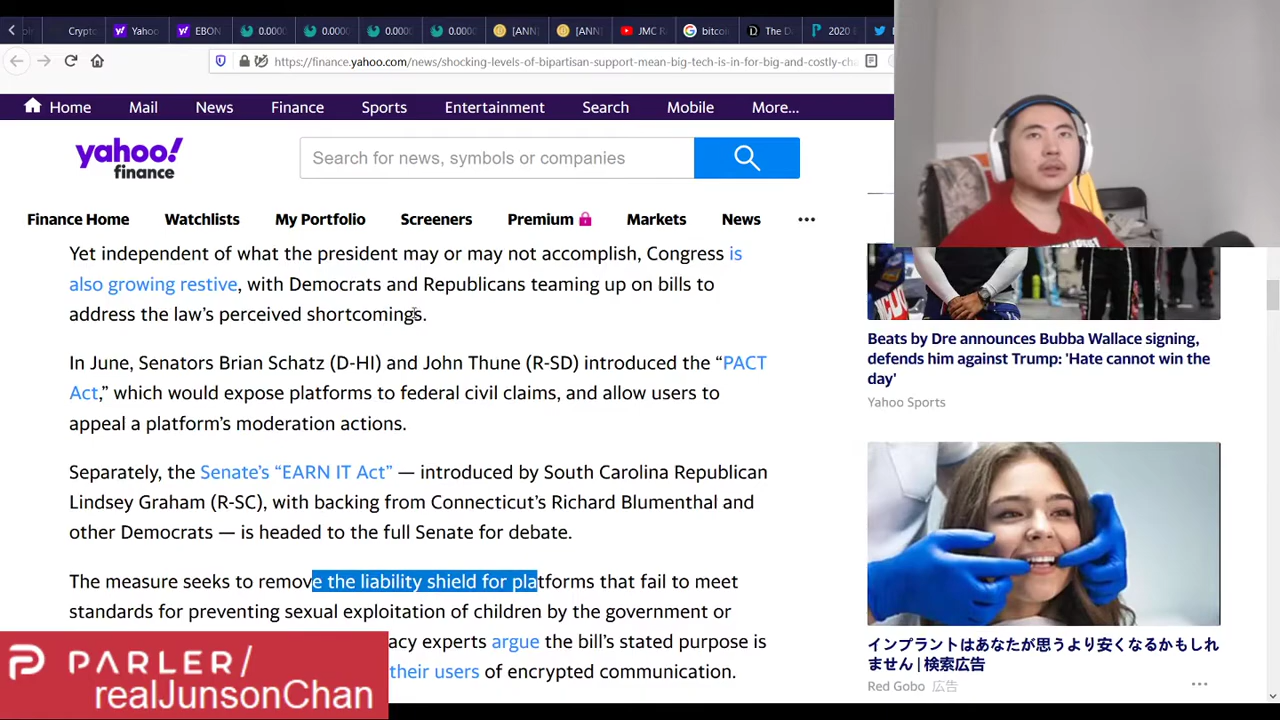 Crypto
Yahoo
EBON
0.0000
0.0000
0.0000
0.0000
[ANN]
[ANN]
JMC R
bitcoi
The D
2020 E
https://finance.yahoo.com/news/shocking-levels-of-bipartisan-support-mean-big-tech-is-in-for-big-and-costly-ch
Home Mail News Finance Sports Entertainment Search Mobile More...
yahoo!
finance
Search for news, symbols or companies
Finance Home Watchlists My Portfolio Screeners Premium Markets News
Yet independent of what the president may or may not accomplish, Congress is
also growing restive, with Democrats and Republicans teaming up on bills to
address the law's perceived shortcomings.
In June, Senators Brian Schatz (D-HI) and John Thune (R-SD) introduced the “PACT
Act,” which would expose platforms to federal civil claims, and allow users to
appeal a platform's moderation actions.
Separately, the Senate's “EARN IT Act” — introduced by South Carolina Republican
Lindsey Graham (R-SC), with backing from Connecticut's Richard Blumenthal and
other Democrats — is headed to the full Senate for debate.
The measure seeks to remove the liability shield for platforms that fail to meet
standards for preventing sexual exploitation of children by the government or
acy experts argue the bill's stated purpose is
their users of encrypted communication.
Beats by Dre announces Bubba Wallace signing,
defends him against Trump: 'Hate cannot win the
day'
Yahoo Sports
インプラントはあなたが思うより安くなるかもしれ
ません | 検索広告
Red Gobo 広告
PARLER/
realJunsonChan